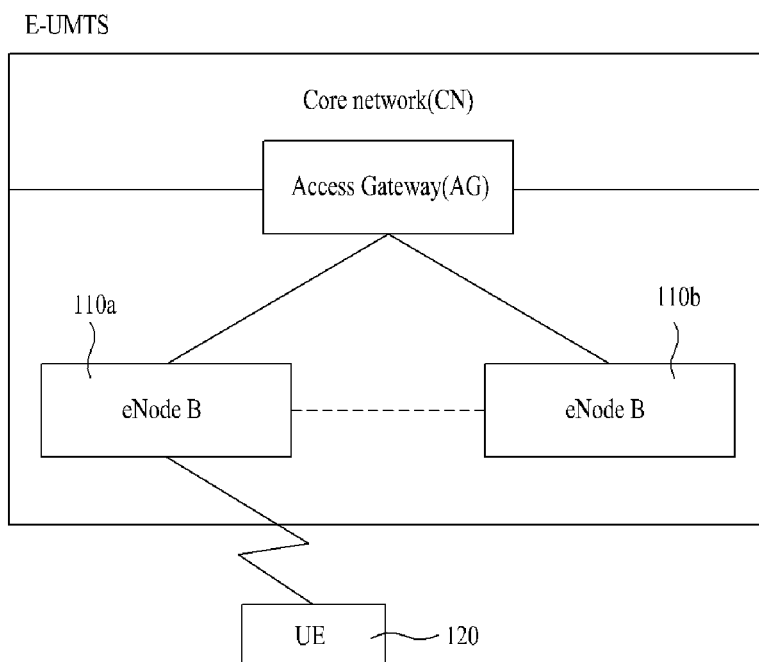 E-UMTS
Core network(CN)
Access Gateway(AG)
110a
110b
eNode B
eNode B
UE
120